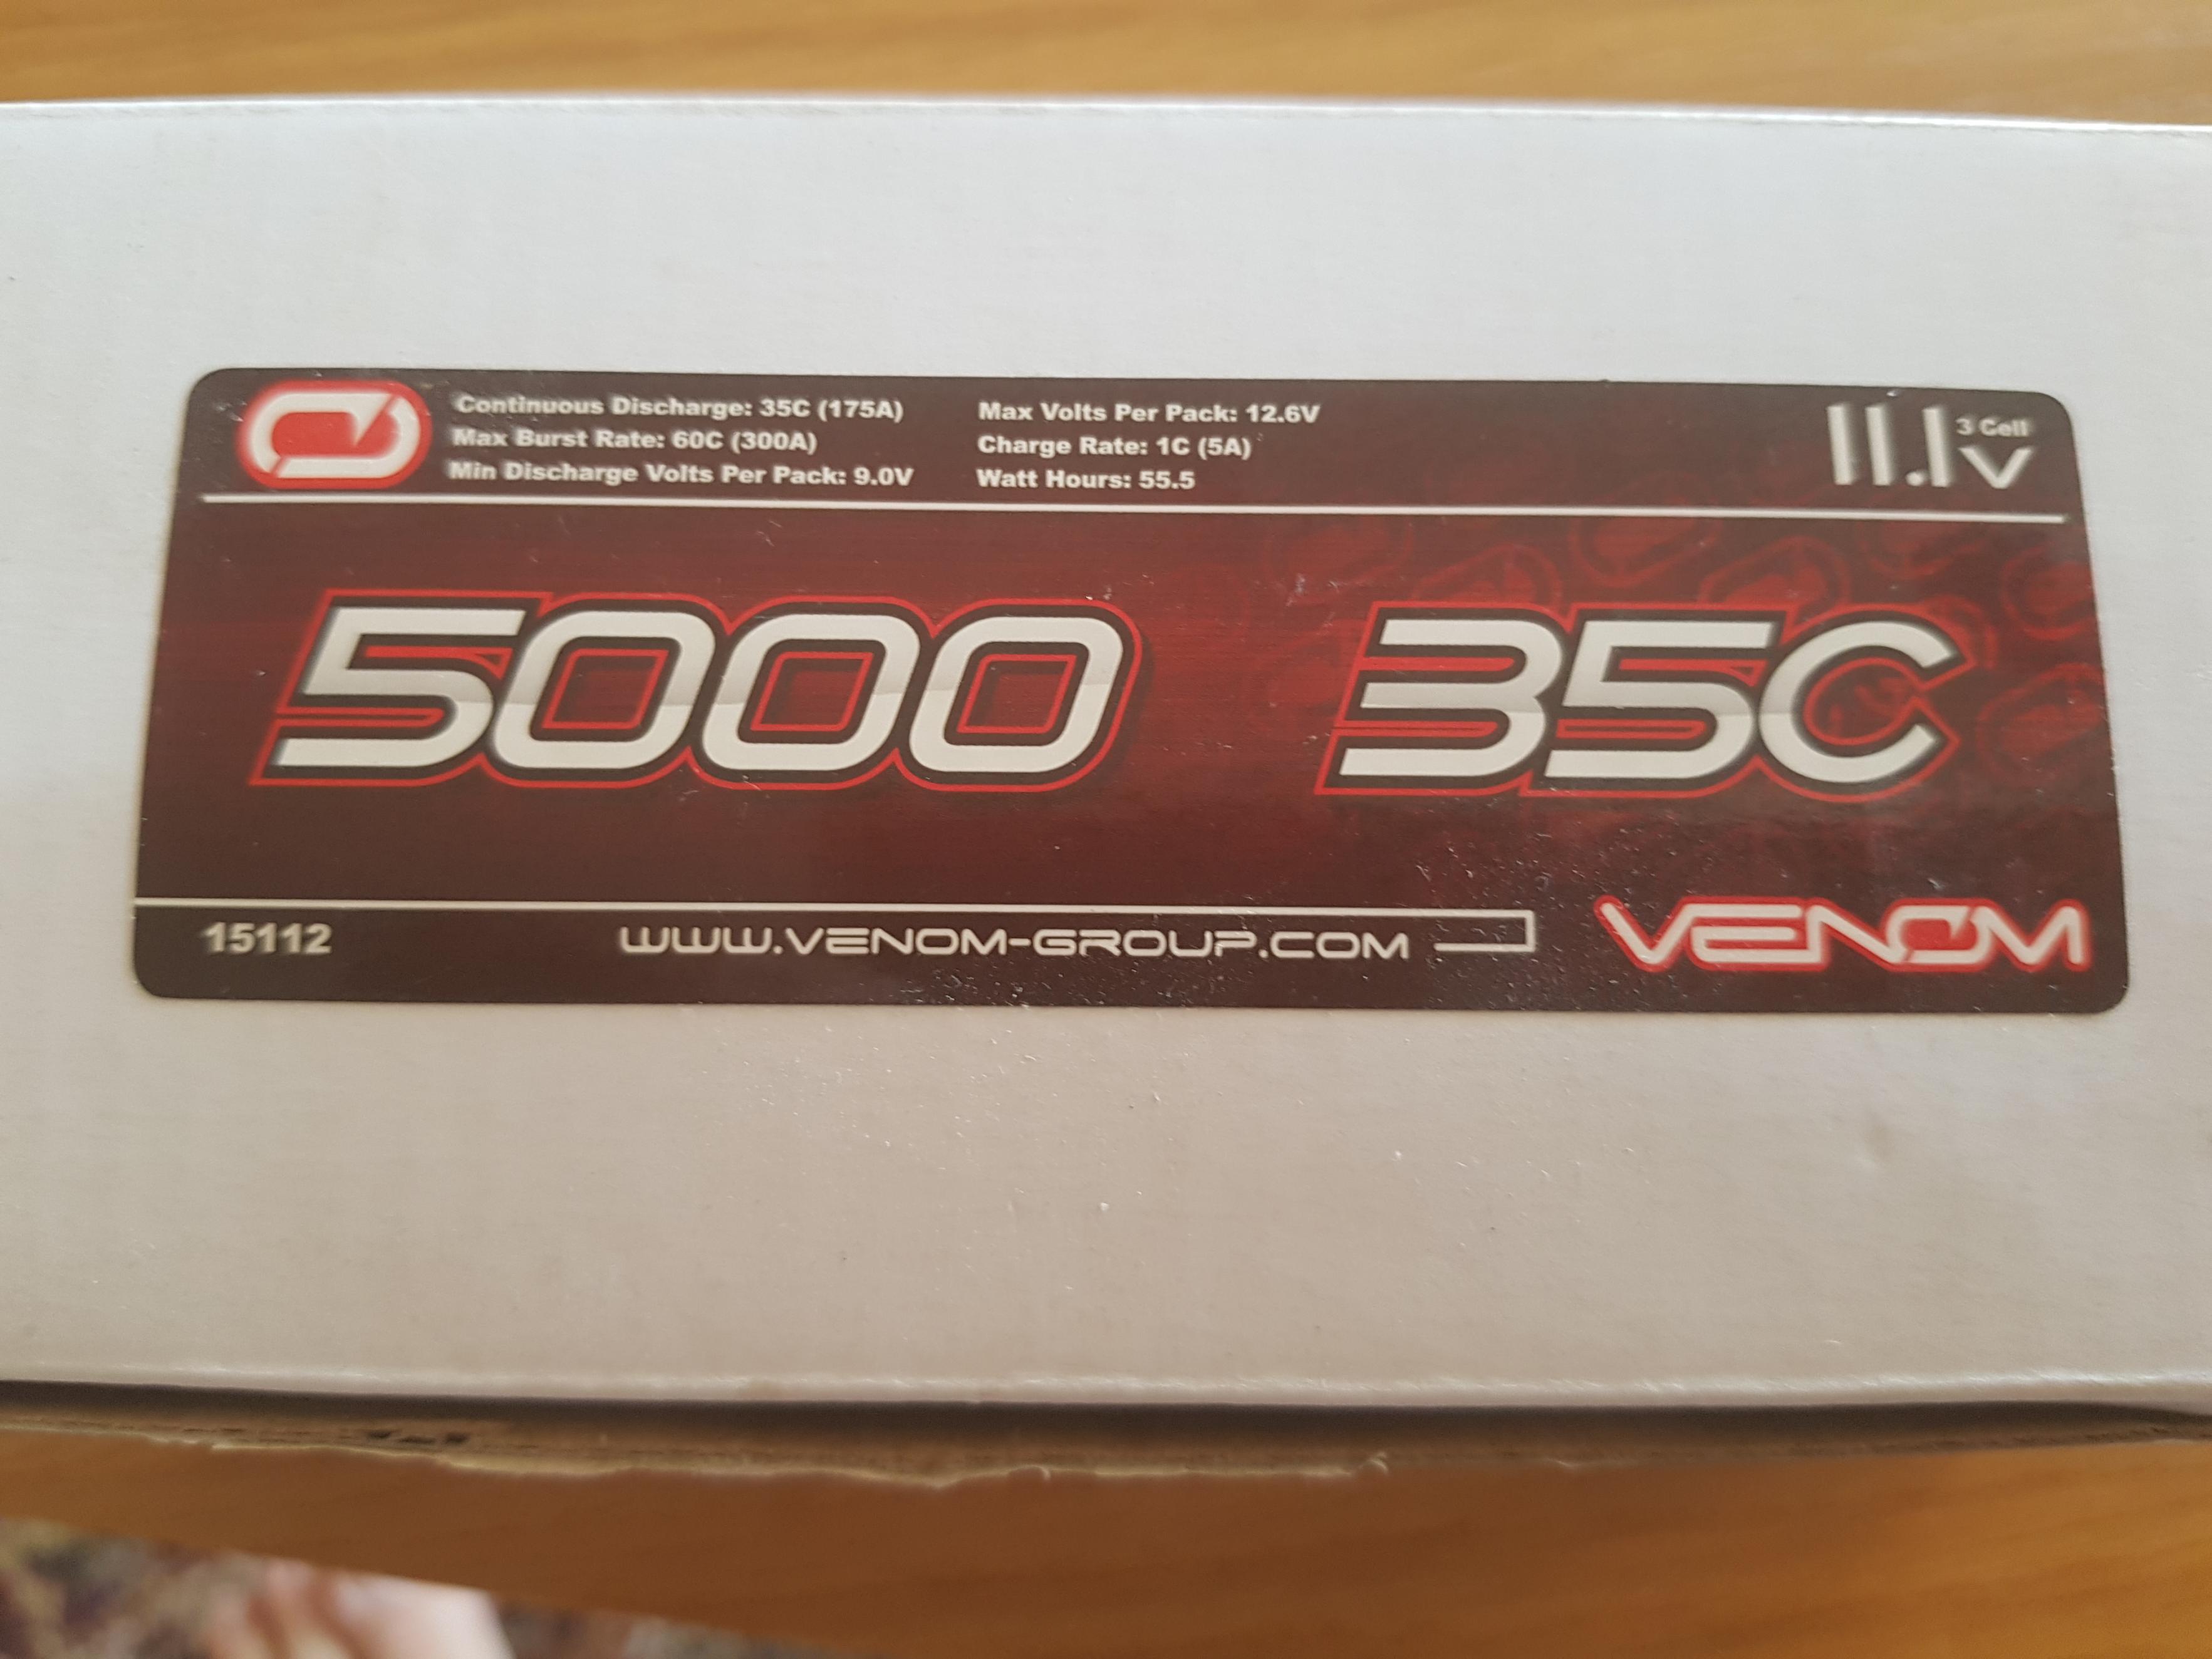 Continuous Discharge: 35C (175A)
Max Burst Rate: 60C (300A)
Min Discharge Volts Per Pack: 9.0V
Max Volts Per Pack: 12.6V
Charge Rate: 1C (5A)
Watt Hours: 55.5
3 Cell
11.1v
5000 35C
15112
WWW.VENOM-GROUP.COM
VENOM